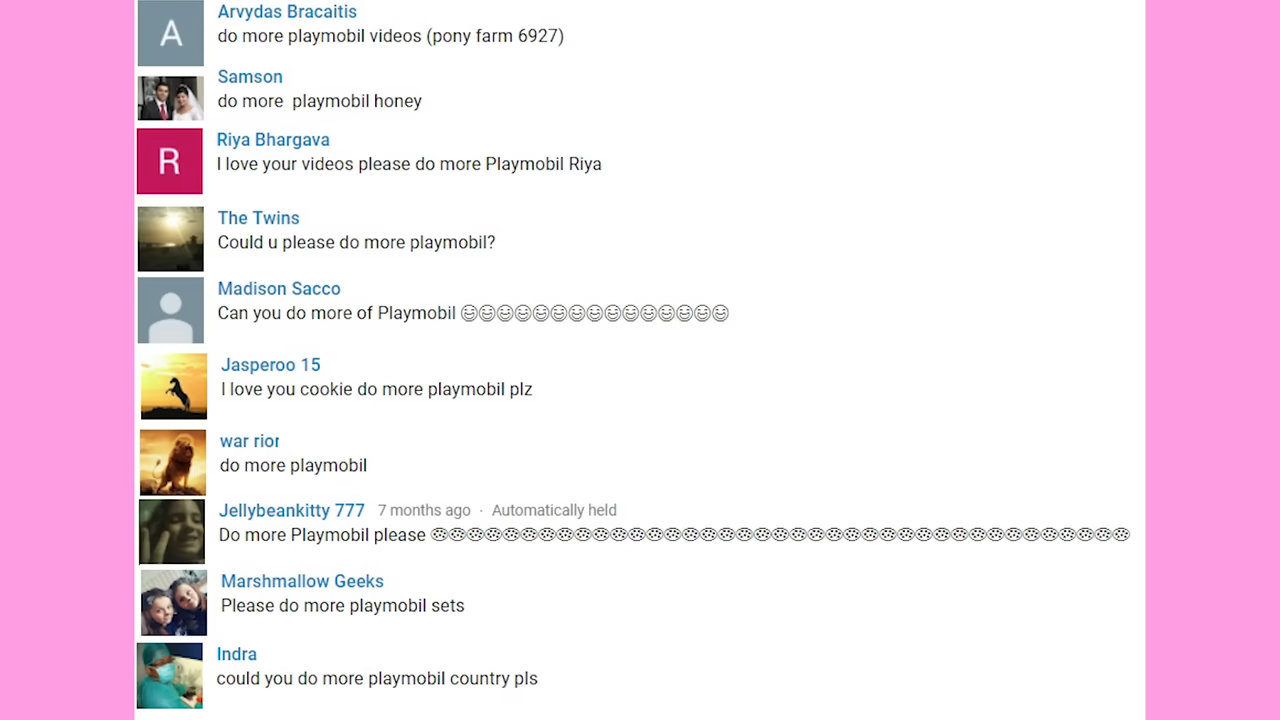 A
Arvydas Bracaitis
do more playmobil videos (pony farm 6927)
Samson
do more playmobil honey
R
Riya Bhargava
I love your videos please do more Playmobil Riya
The Twins
Could u please do more playmobil?
Madison Sacco
Can you do more of Playmobil 😊😊😊😊😊😊😊😊😊😊😊😊😊😊😊
Jasperoo 15
I love you cookie do more playmobil plz
war rior
do more playmobil
Jellybeankitty 777 7 months ago · Automatically held
Do more Playmobil please 🍪🍪🍪🍪🍪🍪🍪🍪🍪🍪🍪🍪🍪🍪🍪🍪🍪🍪🍪🍪🍪🍪🍪🍪🍪🍪🍪🍪🍪🍪🍪🍪🍪🍪🍪🍪🍪🍪🍪
Marshmallow Geeks
Please do more playmobil sets
Indra
could you do more playmobil country pls